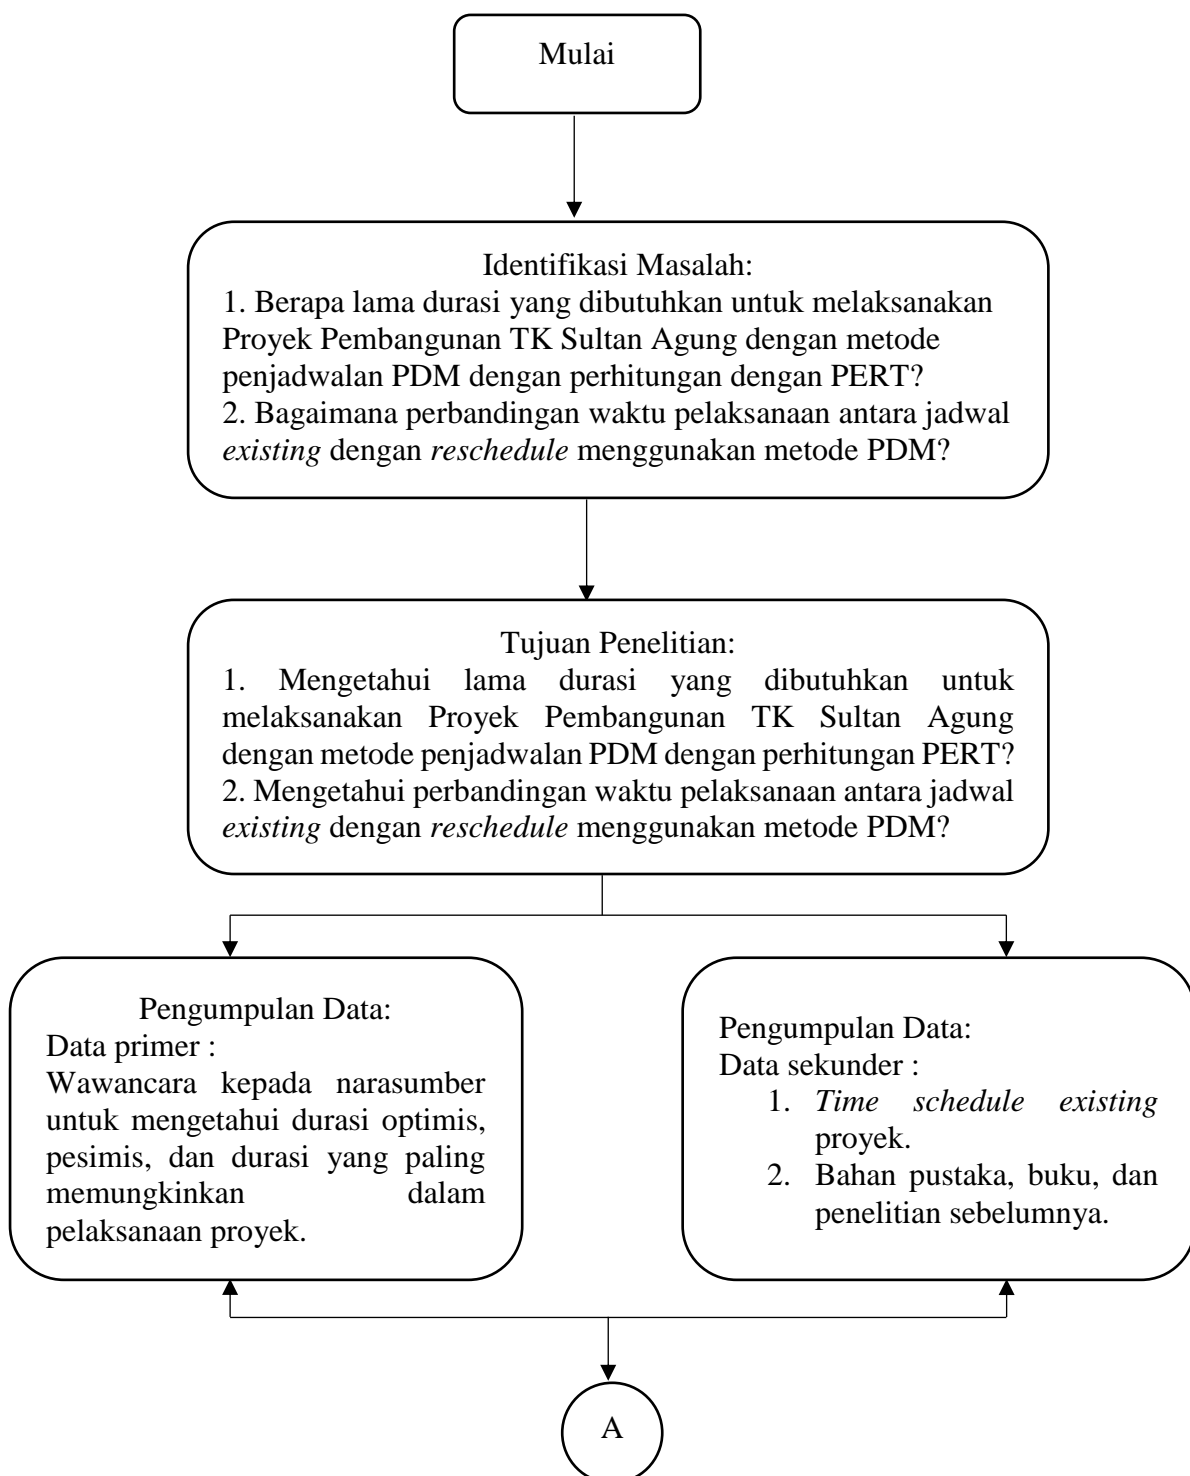 Mulai
Identifikasi Masalah:
1. Berapa lama durasi yang dibutuhkan untuk melaksanakan
Proyek Pembangunan TK Sultan Agung dengan metode
penjadwalan PDM dengan perhitungan dengan PERT?
2. Bagaimana perbandingan waktu pelaksanaan antara jadwal
existing dengan reschedule menggunakan metode PDM?
Tujuan Penelitian:
1. Mengetahui lama durasi yang dibutuhkan untuk
melaksanakan Proyek Pembangunan TK Sultan Agung
dengan metode penjadwalan PDM dengan perhitungan PERT?
2. Mengetahui perbandingan waktu pelaksanaan antara jadwal
existing dengan reschedule menggunakan metode PDM?
Pengumpulan Data:
Data primer :
Wawancara kepada narasumber
untuk mengetahui durasi optimis,
pesimis, dan durasi yang paling
memungkinkan dalam
pelaksanaan proyek.
Pengumpulan Data:
Data sekunder :
1. Time schedule existing
proyek.
2. Bahan pustaka, buku, dan
penelitian sebelumnya.
A